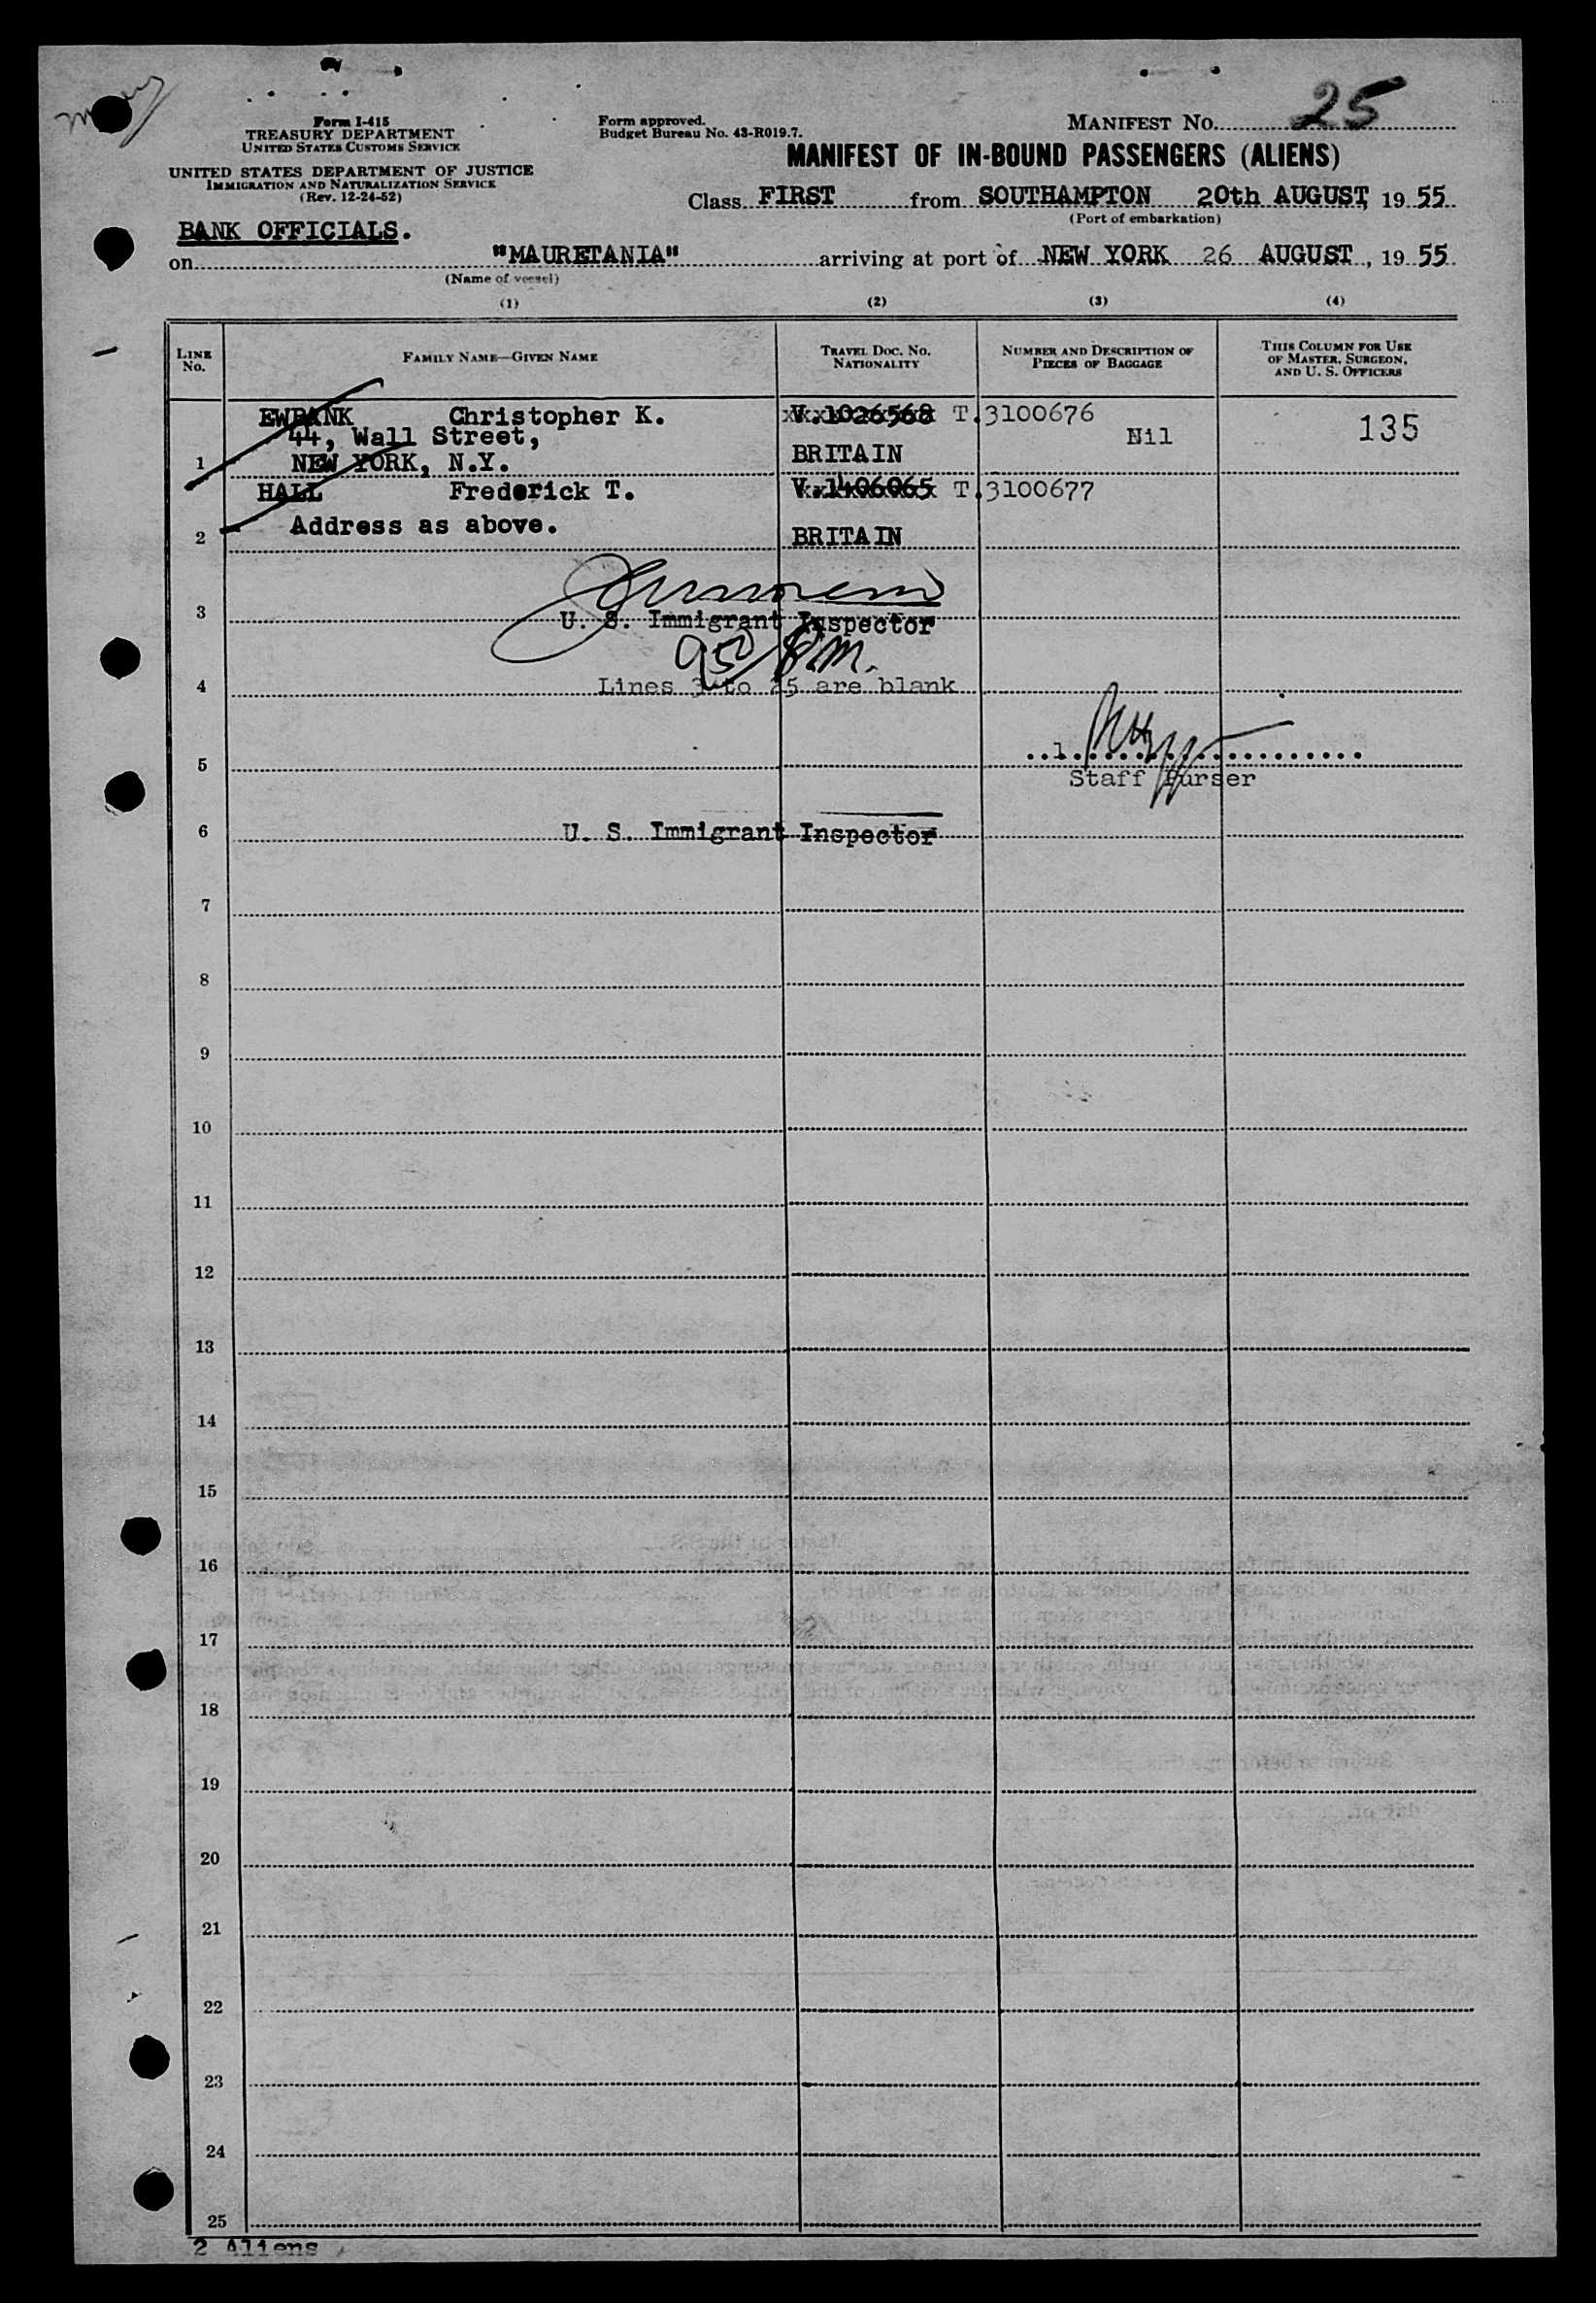 Form I-415
TREASURY DEPARTMENT
UNITED STATES CUSTOMS SERVICE
UNITED STATES DEPARTMENT OF JUSTICE
IMMIGRATION AND NATURALIZATION SERVICE
(Rev. 12-24-52)
Form approved.
Budget Bureau No. 43-R019.7.
MANIFEST NO. 25
MANIFEST OF IN-BOUND PASSENGERS (ALIENS)
Class FIRST from SOUTHAMPTON 20th AUGUST, 19 55
(Port of embarkation)
BANK OFFICIALS.
on "MAURETANIA" arriving at port of NEW YORK 26 AUGUST, 19 55
(Name of vessel)
(1) (2) (3) (4)
LINE No. FAMILY NAME—GIVEN NAME TRAVEL DOC. NO. NATIONALITY NUMBER AND DESCRIPTION OF PIECES OF BAGGAGE THIS COLUMN FOR USE OF MASTER, SURGEON, AND U. S. OFFICERS
EWBANK Christopher K. V.1026568 T.3100676
44, Wall Street, Nil 135
1 NEW YORK, N.Y. BRITAIN
HALL Frederick T. V.1406065 T.3100677
Address as above.
2 BRITAIN
3 U. S. Immigrant Inspector
4 Lines 3 to 25 are blank
5
Staff Purser
6 U. S. Immigrant Inspector
7
8
9
10
11
12
13
14
15
16
17
18
19
20
21
22
23
24
25
2 Aliens